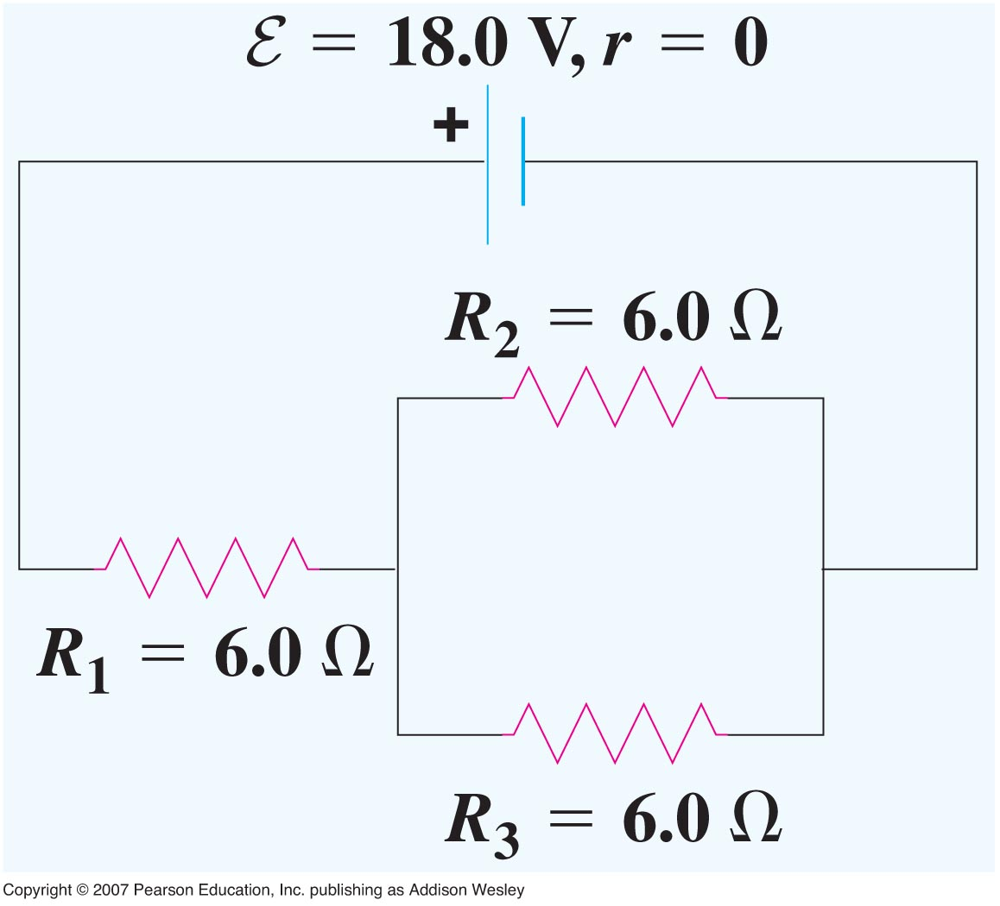 ℰ = 18.0 V, r = 0
+
R₂ = 6.0 Ω
R₁ = 6.0 Ω
R₃ = 6.0 Ω
Copyright © 2007 Pearson Education, Inc. publishing as Addison Wesley